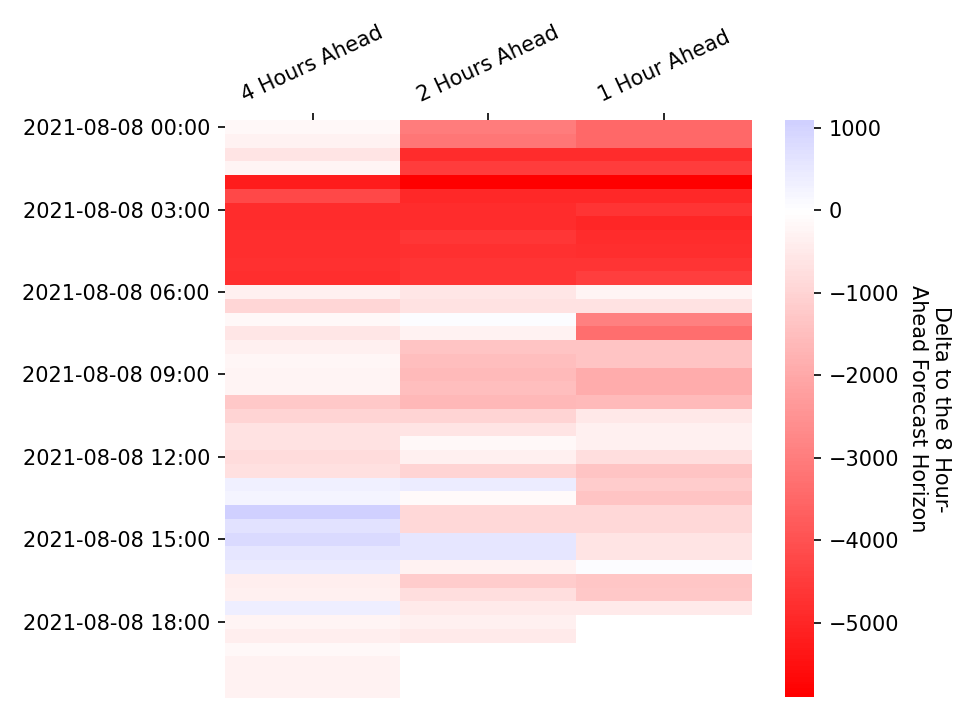 4 Hours Ahead
2 Hours Ahead
1 Hour Ahead
2021-08-08 00:00
2021-08-08 03:00
2021-08-08 06:00
2021-08-08 09:00
2021-08-08 12:00
2021-08-08 15:00
2021-08-08 18:00
1000
0
−1000
−2000
−3000
−4000
−5000
Delta to the 8 Hour-
Ahead Forecast Horizon